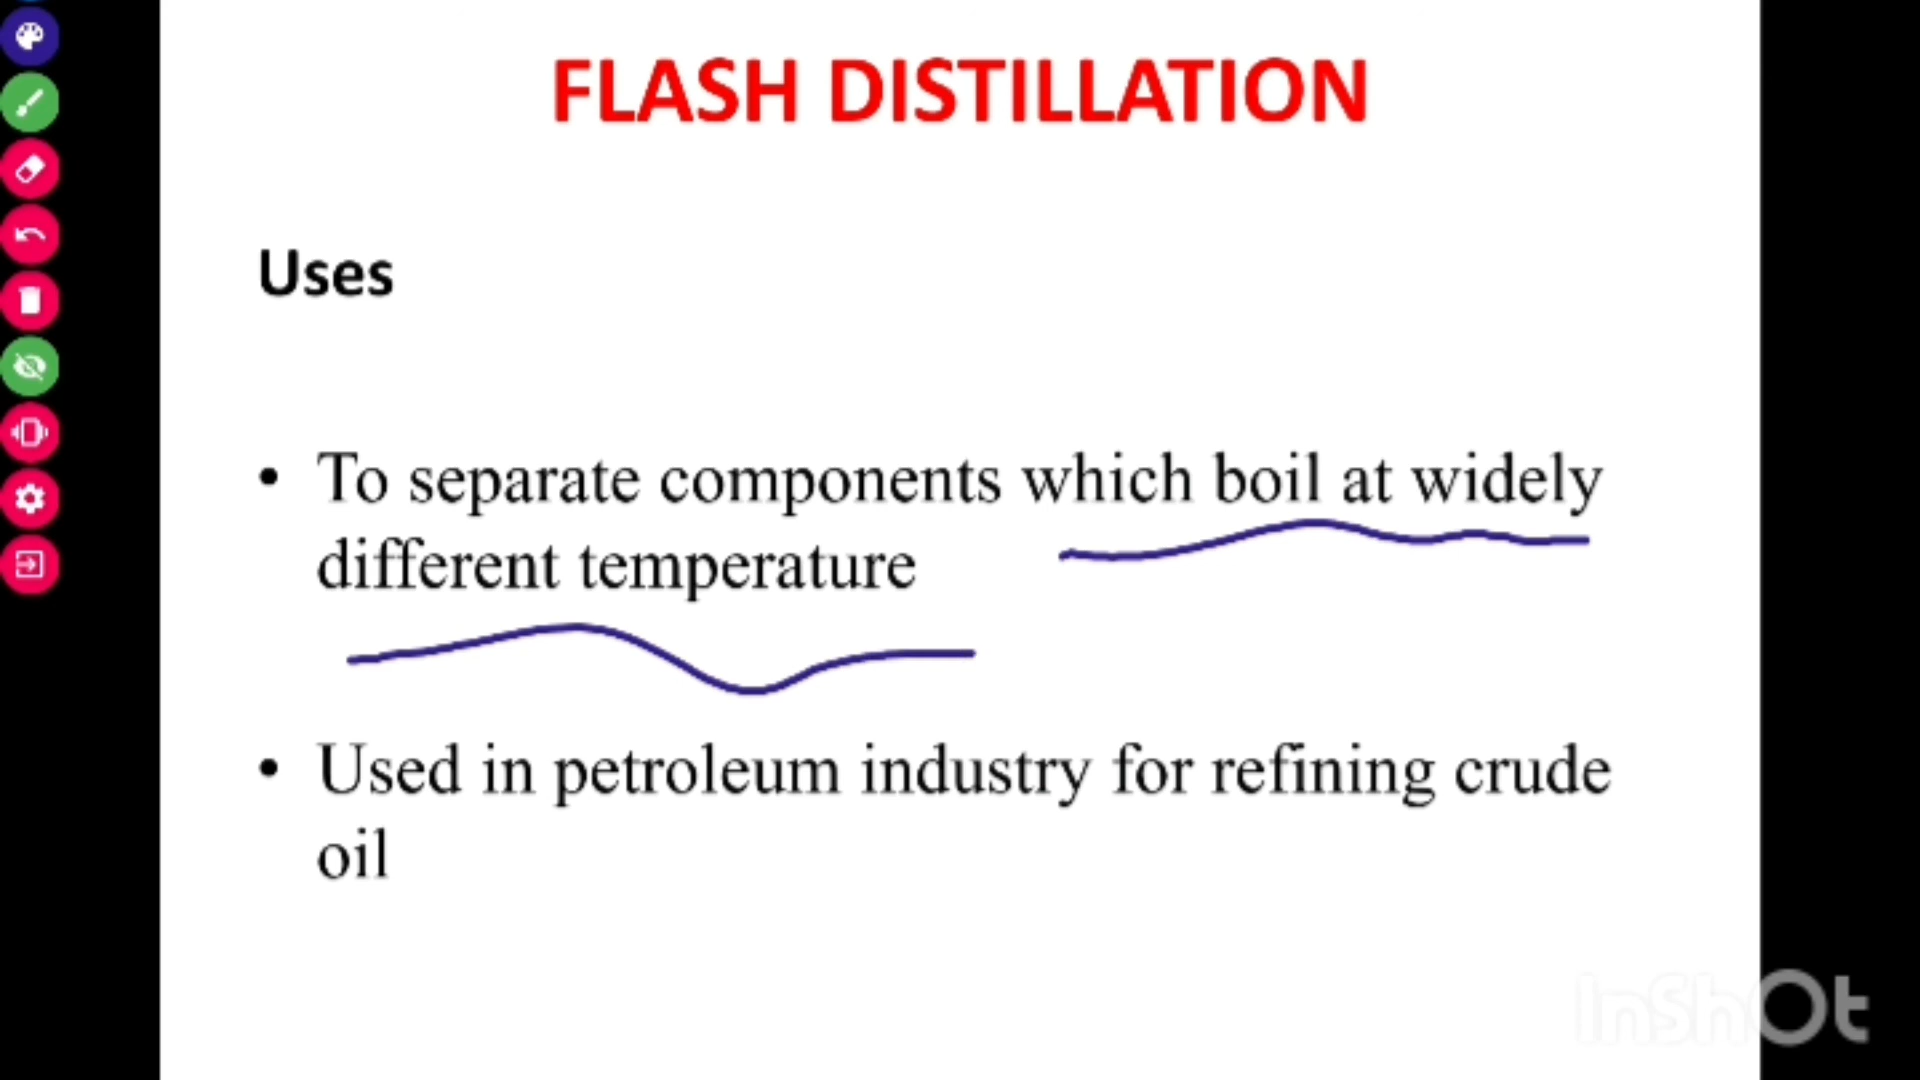 FLASH DISTILLATION
Uses
• To separate components which boil at widely
different temperature
• Used in petroleum industry for refining crude
oil
InShOt